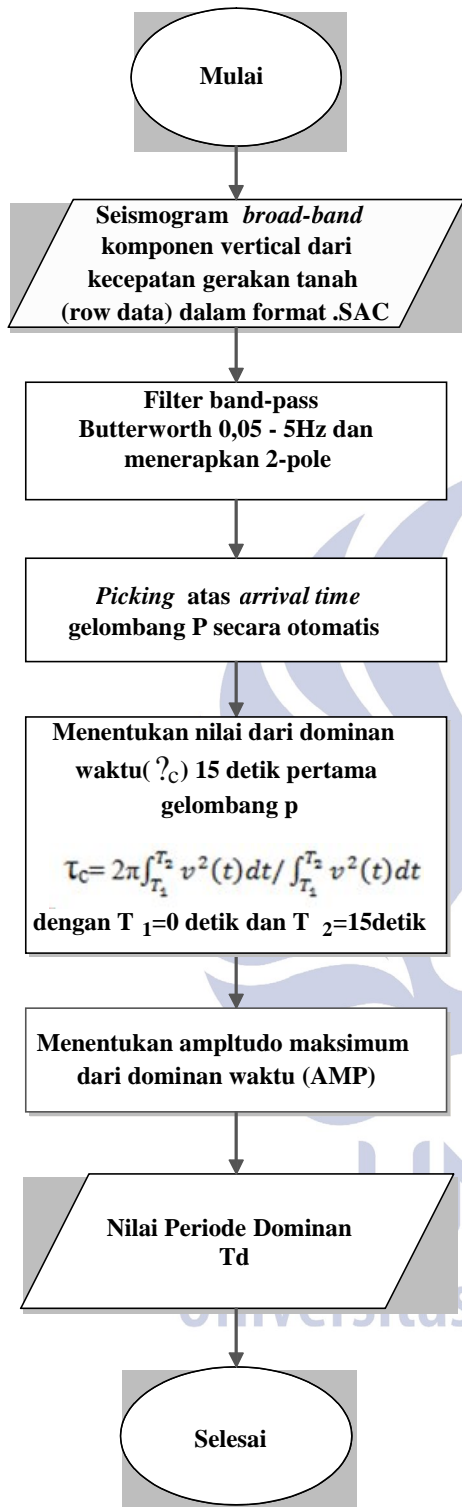 Mulai
Seismogram broad-band
komponen vertical dari
kecepatan gerakan tanah
(row data) dalam format .SAC
Filter band-pass
Butterworth 0,05 - 5Hz dan
menerapkan 2-pole
Picking atas arrival time
gelombang P secara otomatis
Menentukan nilai dari dominan
waktu(?c) 15 detik pertama
gelombang p
τc= 2π∫T₁T₂ v²(t)dt/ ∫T₁T₂ v²(t)dt
dengan T 1=0 detik dan T 2=15detik
Menentukan ampltudo maksimum
dari dominan waktu (AMP)
Nilai Periode Dominan
Td
Selesai